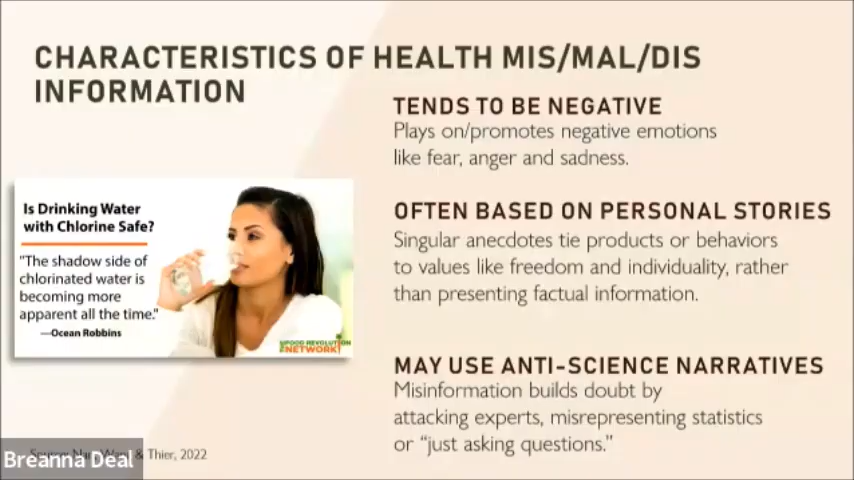 CHARACTERISTICS OF HEALTH MIS/MAL/DIS
INFORMATION
TENDS TO BE NEGATIVE
Plays on/promotes negative emotions
like fear, anger and sadness.
Is Drinking Water
with Chlorine Safe?
"The shadow side of
chlorinated water is
becoming more
apparent all the time."
—Ocean Robbins
FOOD REVOLUTION
NETWORK
OFTEN BASED ON PERSONAL STORIES
Singular anecdotes tie products or behaviors
to values like freedom and individuality, rather
than presenting factual information.
MAY USE ANTI-SCIENCE NARRATIVES
Misinformation builds doubt by
attacking experts, misrepresenting statistics
or “just asking questions.”
& Thier, 2022
Breanna Deal